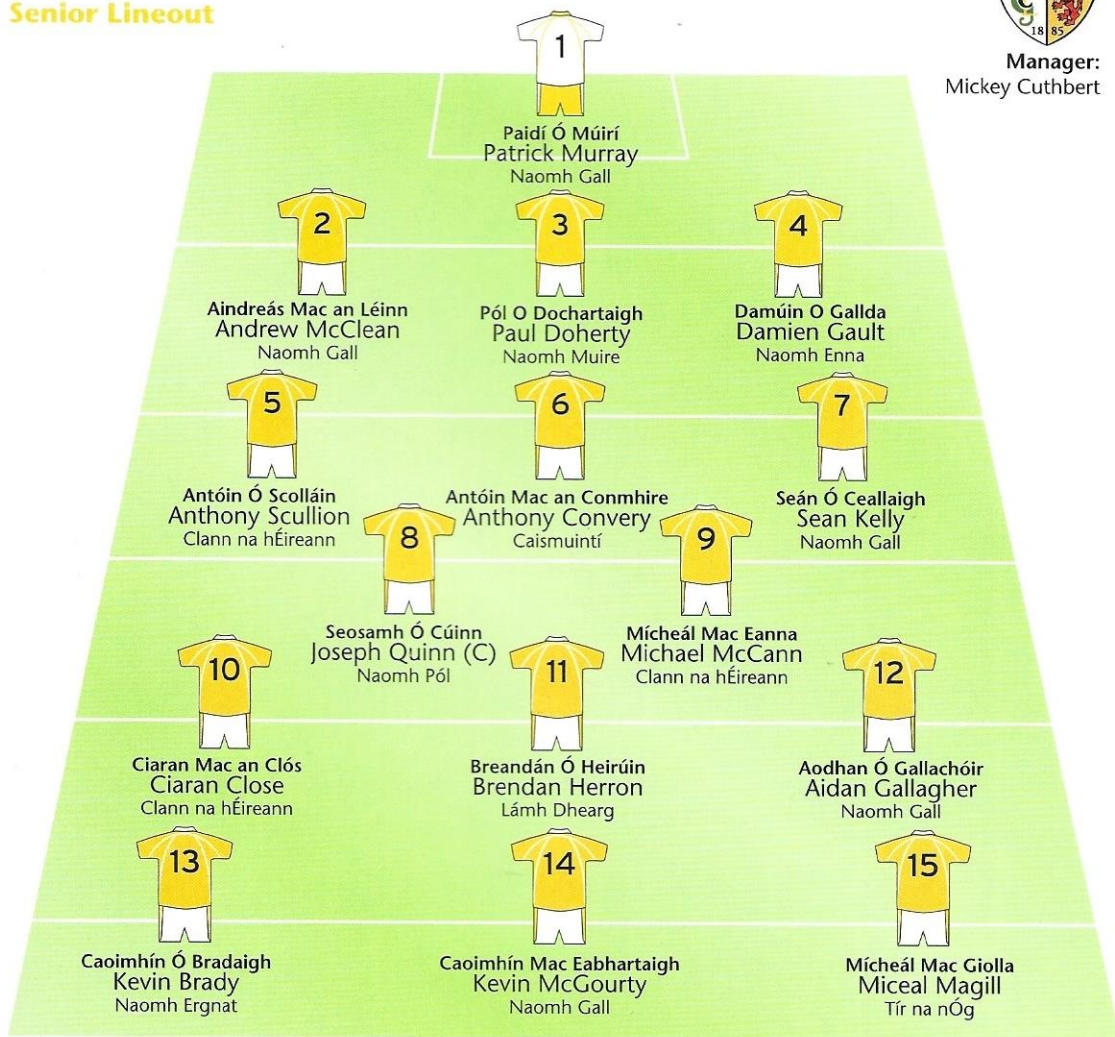 Senior Lineout
18 85
Manager:
Mickey Cuthbert
1
Paidí Ó Múirí
Patrick Murray
Naomh Gall
2
Aindreás Mac an Léinn
Andrew McClean
Naomh Gall
3
Pól O Dochartaigh
Paul Doherty
Naomh Muire
4
Damúin O Gallda
Damien Gault
Naomh Enna
5
Antóin Ó Scolláin
Anthony Scullion
Clann na hÉireann
6
Antóin Mac an Conmhire
Anthony Convery
Caismuintí
7
Seán Ó Ceallaigh
Sean Kelly
Naomh Gall
8
Seosamh Ó Cúinn
Joseph Quinn (C)
Naomh Pól
9
Mícheál Mac Eanna
Michael McCann
Clann na hÉireann
10
Ciaran Mac an Clós
Ciaran Close
Clann na hÉireann
11
Breandán Ó Heirúin
Brendan Herron
Lámh Dhearg
12
Aodhan Ó Gallachóir
Aidan Gallagher
Naomh Gall
13
Caoimhín Ó Bradaigh
Kevin Brady
Naomh Ergnat
14
Caoimhín Mac Eabhartaigh
Kevin McGourty
Naomh Gall
15
Mícheál Mac Giolla
Miceal Magill
Tír na nÓg